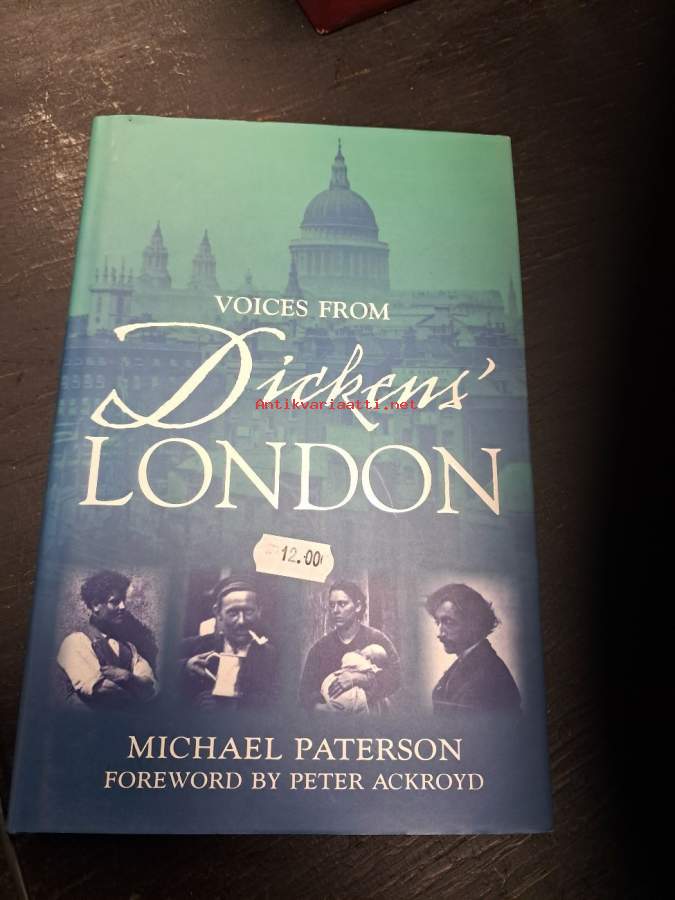 VOICES FROM
Dickens'
Antikvariaatti.net
LONDON
12.00
MICHAEL PATERSON
FOREWORD BY PETER ACKROYD